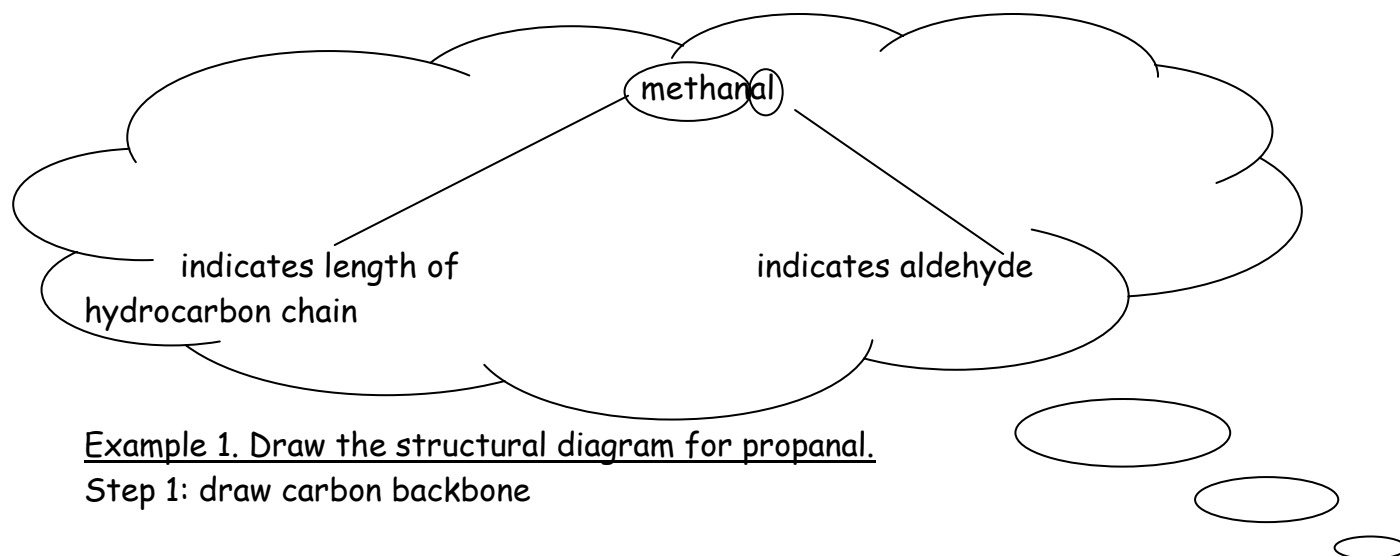 methanal
indicates length of indicates aldehyde
hydrocarbon chain
Example 1. Draw the structural diagram for propanal.
Step 1: draw carbon backbone